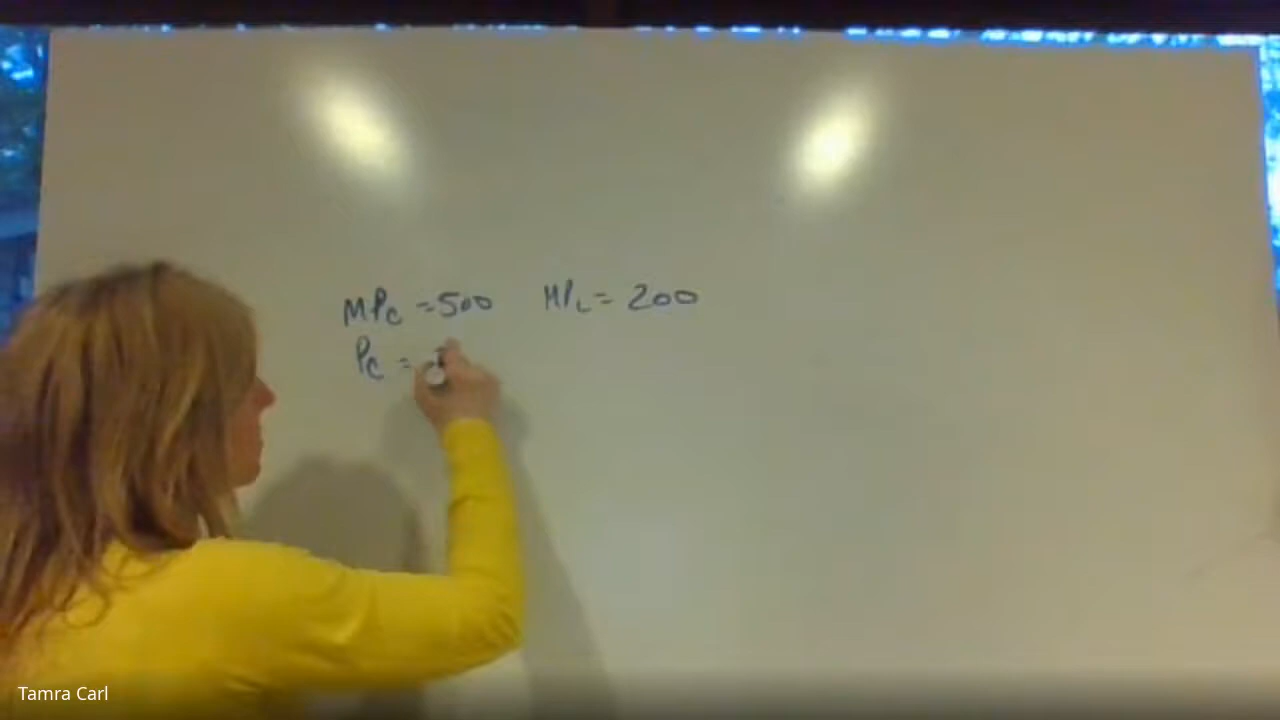 MPc = 500 MPL = 200
Pc =
Tamra Carl